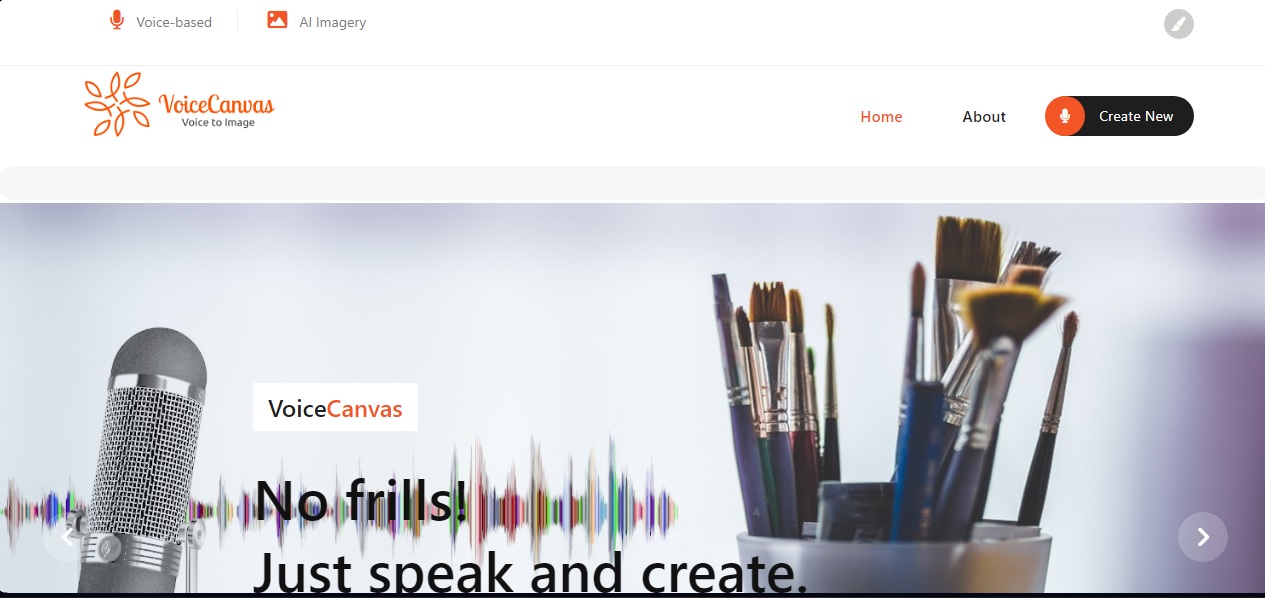 Voice-based
AI Imagery
VoiceCanvas
Voice to Image
Home
About
Create New
VoiceCanvas
No frills!
Just speak and create.